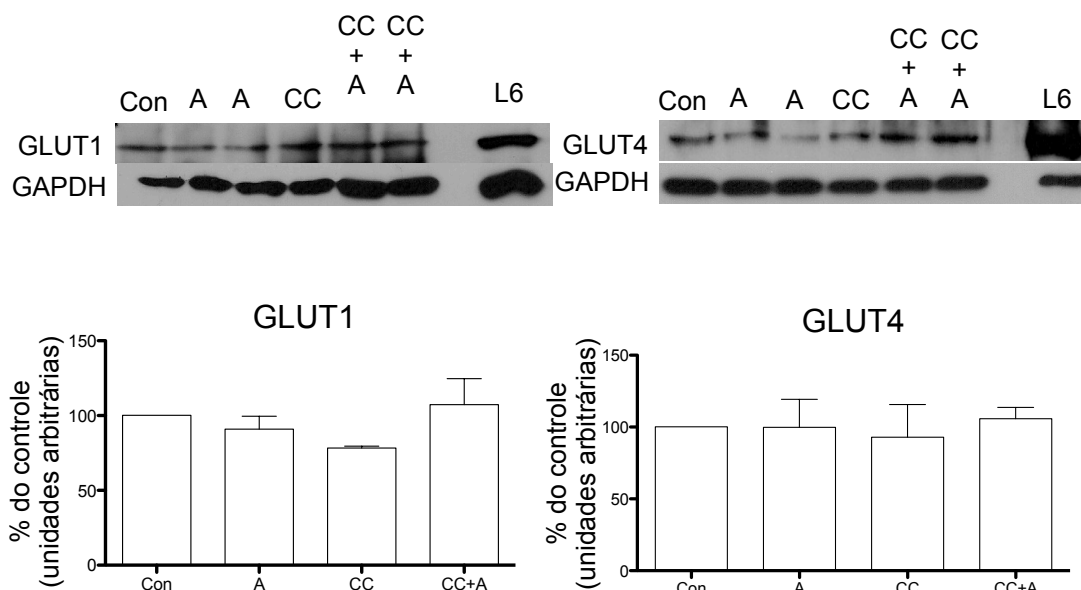 CC CC
+ +
Con A A CC A A L6
GLUT1
GAPDH
CC CC
+ +
Con A A CC A A L6
GLUT4
GAPDH
GLUT1
% do controle
(unidades arbitrárias)
150
100
50
0
Con A CC CC+A
GLUT4
% do controle
(unidades arbitrárias)
150
100
50
0
Con A CC CC+A